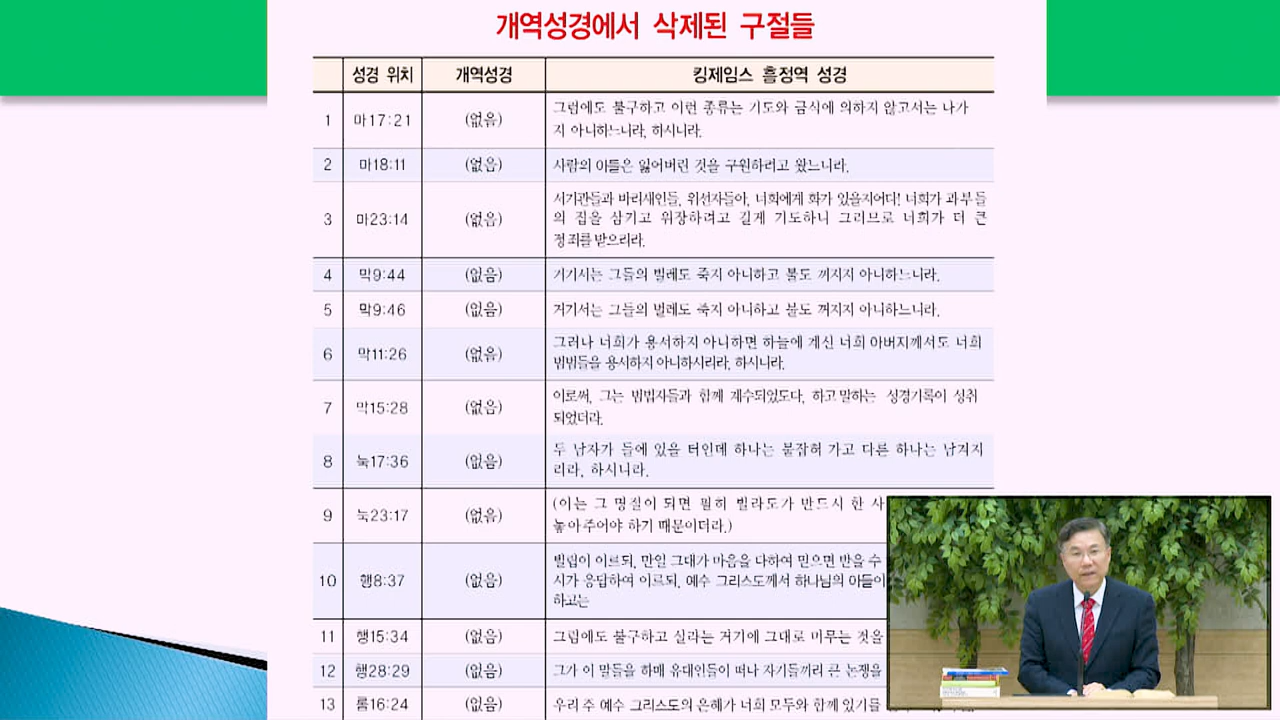 개역성경에서 삭제된 구절들
성경 위치 개역성경 킹제임스 흠정역 성경
1 마17:21 (없음) 그럼에도 불구하고 이런 종류는 기도와 금식에 의하지 않고서는 나가
지 아니하느니라, 하시니라.
2 마18:11 (없음) 사람의 아들은 잃어버린 것을 구원하려고 왔느니라.
3 마23:14 (없음) 서기관들과 바리새인들, 위선자들아, 너희에게 화가 있을지어다! 너희가 과부들
의 집을 삼키고 위장하려고 길게 기도하니 그러므로 너희가 더 큰
정죄를 받으리라.
4 막9:44 (없음) 거기서는 그들의 벌레도 죽지 아니하고 불도 꺼지지 아니하느니라.
5 막9:46 (없음) 거기서는 그들의 벌레도 죽지 아니하고 불도 꺼지지 아니하느니라.
6 막11:26 (없음) 그러나 너희가 용서하지 아니하면 하늘에 계신 너희 아버지께서도 너희
범법들을 용서하지 아니하시리라, 하시니라.
7 막15:28 (없음) 이로써, 그는 범법자들과 함께 계수되었도다, 하고 말하는 성경기록이 성취
되었더라.
8 눅17:36 (없음) 두 남자가 들에 있을 터인데 하나는 붙잡혀 가고 다른 하나는 남겨지
리라, 하시니라.
9 눅23:17 (없음) (이는 그 명절이 되면 필히 빌라도가 반드시 한 사
놓아주어야 하기 때문이더라.)
10 행8:3 (없음) 빌립이 이르되, 만일 그대가 마음을 다하여 믿으면 받을 수
시가 응답하여 이르되, 예수 그리스도께서 하나님의 아들이
하고는
11 행15:34 (없음) 그럼에도 불구하고 실라는 거기에 그대로 머무는 것을
12 행28:29 (없음) 그가 이 말들을 하매 유대인들이 떠나 자기들끼리 큰 논쟁을
13 :24 (없음) 우리 주 예수 그리스도의 은혜가 너희 모두와 함께 있기를